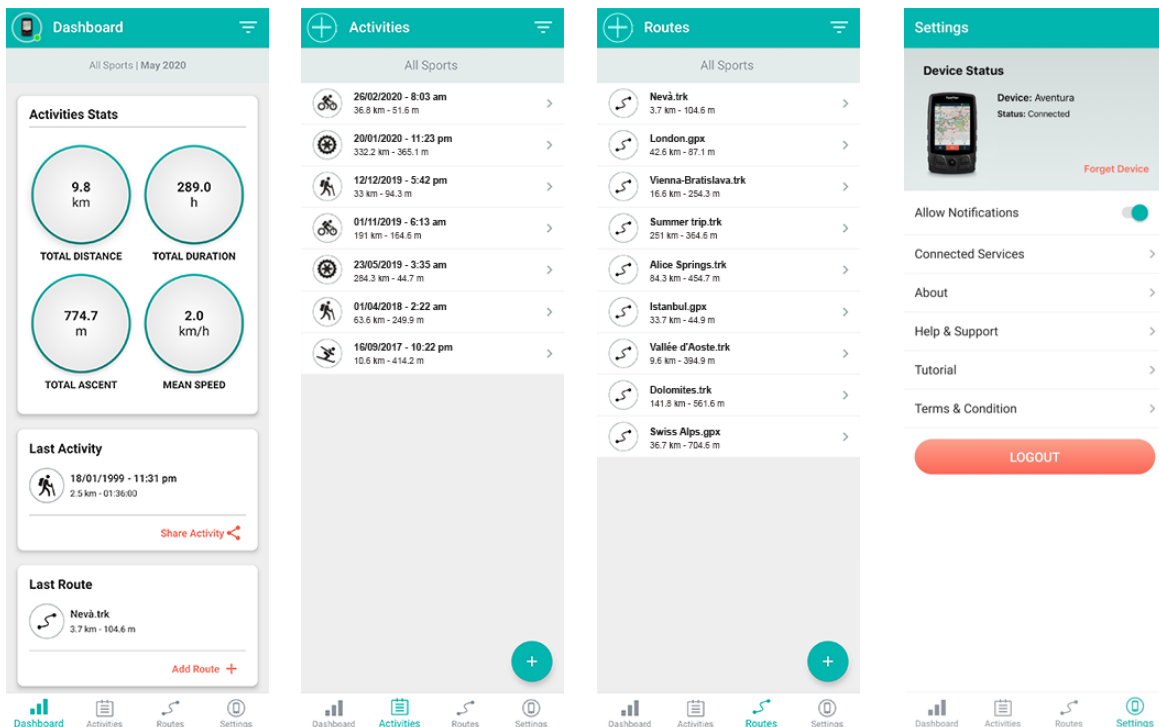 Dashboard
All Sports | May 2020
Activities Stats
9.8
km
289.0
h
TOTAL DISTANCE
TOTAL DURATION
774.7
m
2.0
km/h
TOTAL ASCENT
MEAN SPEED
Last Activity
18/01/1999 - 11:31 pm
2.5 km - 01:36:00
Share Activity
Last Route
Nevà.trk
3.7 km - 104.6 m
Add Route +
Dashboard
Activities
Routes
Settings
Activities
All Sports
26/02/2020 - 8:03 am
36.8 km - 51.6 m
20/01/2020 - 11:23 pm
332.2 km - 365.1 m
12/12/2019 - 5:42 pm
33 km - 94.3 m
01/11/2019 - 6:13 am
191 km - 164.6 m
23/05/2019 - 3:35 am
284.3 km - 44.7 m
01/04/2018 - 2:22 am
63.6 km - 249.9 m
16/09/2017 - 10:22 pm
10.6 km - 414.2 m
Dashboard
Activities
Routes
Settings
Routes
All Sports
Nevà.trk
3.7 km - 104.6 m
London.gpx
42.6 km - 87.1 m
Vienna-Bratislava.trk
16.6 km - 254.3 m
Summer trip.trk
251 km - 364.6 m
Alice Springs.trk
84.3 km - 454.7 m
Istanbul.gpx
33.7 km - 44.9 m
Vallée d'Aoste.trk
9.6 km - 394.9 m
Dolomites.trk
141.8 km - 561.6 m
Swiss Alps.gpx
36.7 km - 704.6 m
Dashboard
Activities
Routes
Settings
Settings
Device Status
Device: Aventura
Status: Connected
Forget Device
Allow Notifications
Connected Services
About
Help & Support
Tutorial
Terms & Condition
LOGOUT
Dashboard
Activities
Routes
Settings